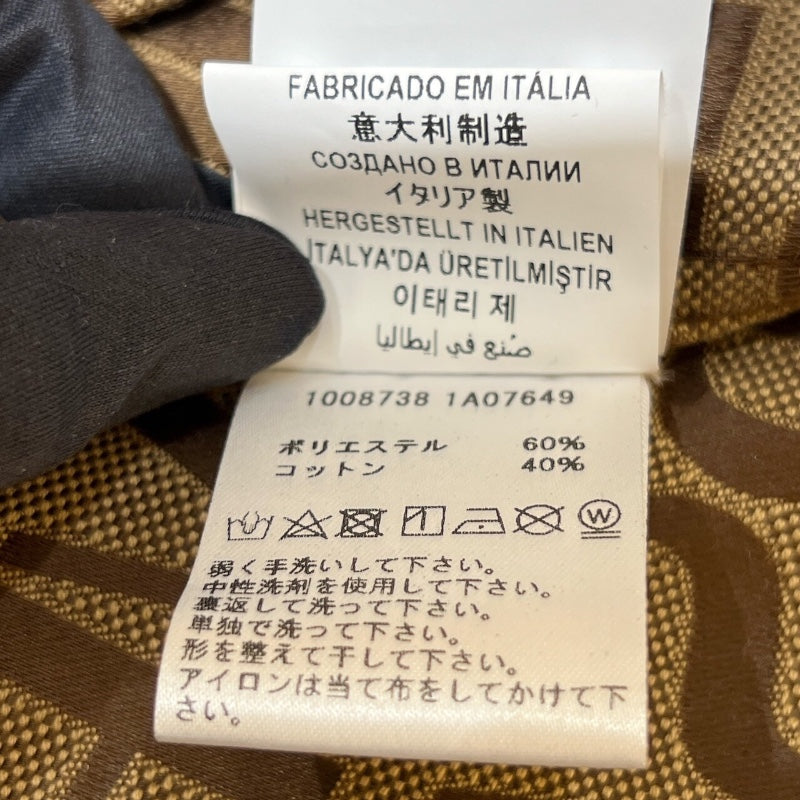 FABRICADO EM ITÁLIA
意大利制造
СОЗДАНО В ИТАЛИИ
イタリア製
HERGESTELLT IN ITALIEN
İTALYA'DA ÜRETİLMİŞTİR
이태리 제
صُنع في إيطاليا
1008738 1A07649
ポリエステル 60%
コットン 40%
W
弱く手洗いして下さい。
中性洗剤を使用して下さい。
裏返して洗って下さい。
単独で洗って下さい。
形を整えて干して下さい。
アイロンは当て布をしてかけて下
さい。